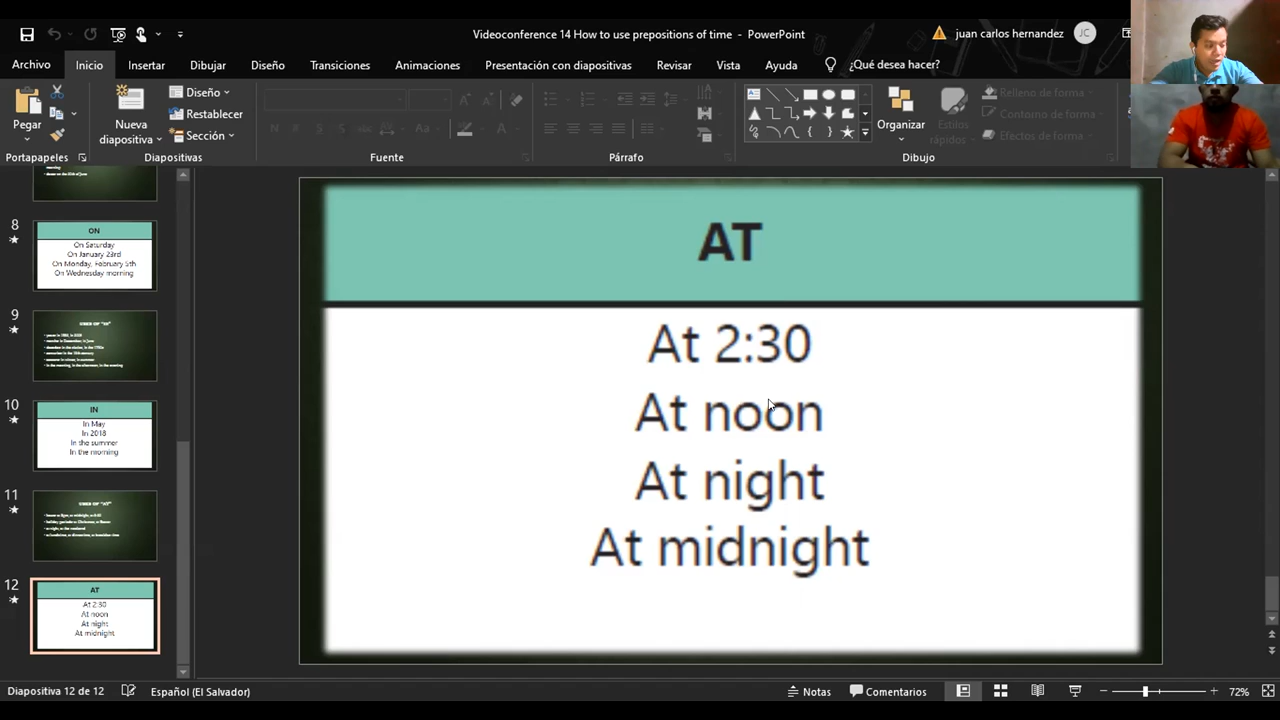 Videoconference 14 How to use prepositions of time - PowerPoint
juan carlos hernandez
JC
Archivo
Inicio
Insertar
Dibujar
Diseño
Transiciones
Animaciones
Presentación con diapositivas
Revisar
Vista
Ayuda
¿Qué desea hacer?
Pegar
Nueva
diapositiva
Diseño
Restablecer
Sección
N
K
S
Aa
Organizar
Estilos
rápidos
Relleno de forma
Contorno de forma
Efectos de forma
Portapapeles
Diapositivas
Fuente
Párrafo
Dibujo
8
ON
On Saturday
On January 23rd
On Monday, February 5th
On Wednesday morning
9
10
IN
In May
In 2018
In the summer
In the morning
11
12
AT
At 2:30
At noon
At night
At midnight
AT
At 2:30
At noon
At night
At midnight
Diapositiva 12 de 12
Español (El Salvador)
Notas
Comentarios
72%